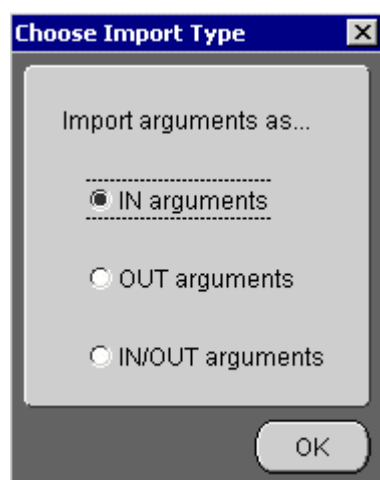 Choose Import Type
Import arguments as...
IN arguments
OUT arguments
IN/OUT arguments
OK